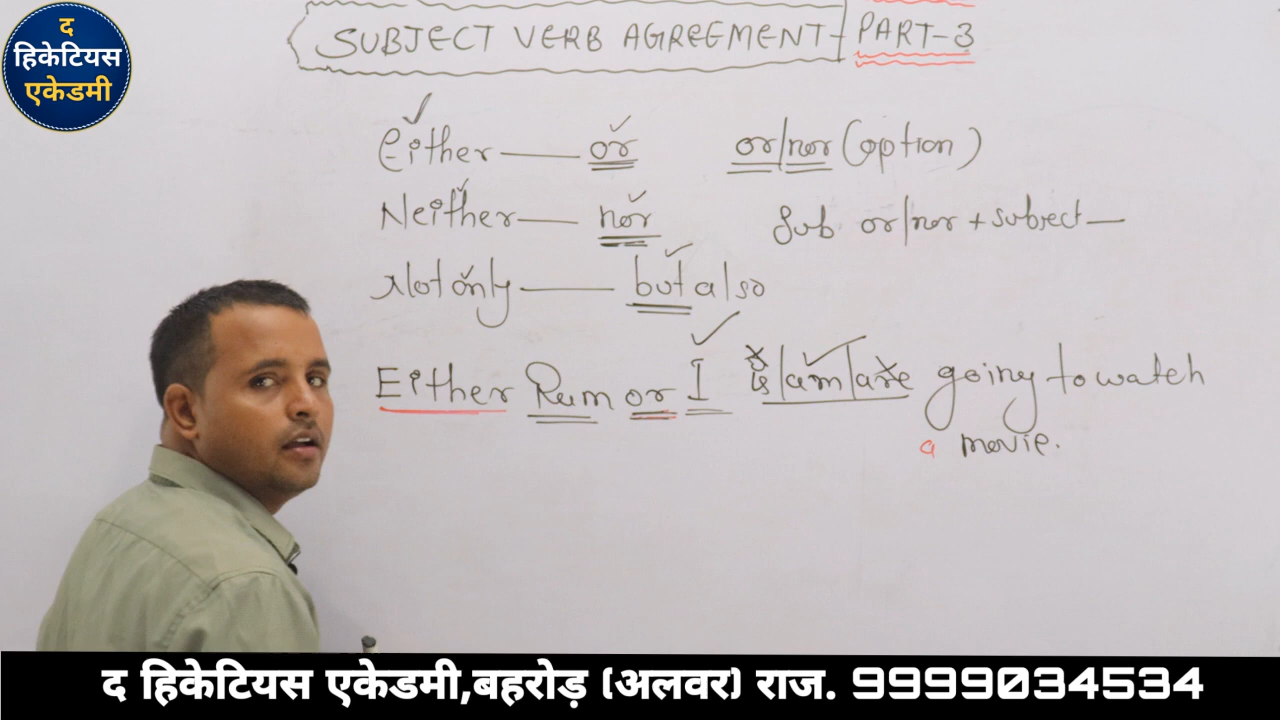 द
हिकेटियस
एकेडमी
SUBJECT VERB AGREEMENT- PART-3
Either — or or/nor (option)
Neither — nor Sub or/nor + subject —
Not only — but also
Either Ram or I is/am/are going to watch
a movie.
द हिकेटियस एकेडमी,बहरोड़ (अलवर) राज. 9999034534